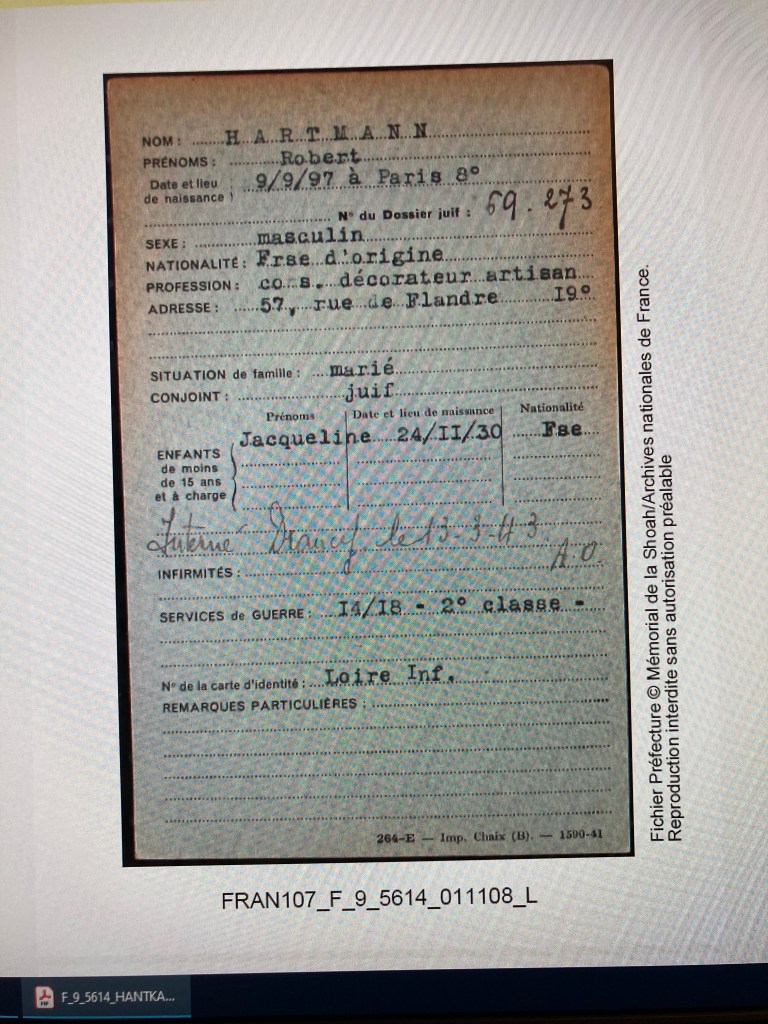 NOM : H A R T M A N N
PRÉNOMS : Robert
Date et lieu de naissance : 9/9/97 à Paris 8°
N° du Dossier juif : 59.273
SEXE : masculin
NATIONALITÉ : Frse d'origine
PROFESSION : co s. décorateur artisan
ADRESSE : 57, rue de Flandre 19°
SITUATION de famille : marié
CONJOINT : juif
Prénoms Date et lieu de naissance Nationalité
ENFANTS de moins de 15 ans et à charge
Jacqueline 24/II/30 Fse
Interné Drancy le 13-3-43
A.O.
INFIRMITÉS :
SERVICES de GUERRE : I4/I8 - 2° classe -
N° de la carte d'identité : Loire Inf.
REMARQUES PARTICULIÈRES :
264-E — Imp. Chaix (B). — 1590-41
Fichier Préfecture © Mémorial de la Shoah/Archives nationales de France.
Reproduction interdite sans autorisation préalable
FRAN107_F_9_5614_011108_L
F_9_5614_HANTKA...